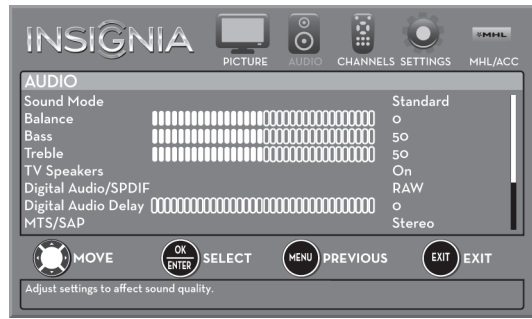 INSIGNIA
PICTURE AUDIO CHANNELS SETTINGS MHL/ACC
MHL
AUDIO
Sound Mode Standard
Balance 0
Bass 50
Treble 50
TV Speakers On
Digital Audio/SPDIF RAW
Digital Audio Delay 0
MTS/SAP Stereo
MOVE OK ENTER SELECT MENU PREVIOUS EXIT EXIT
Adjust settings to affect sound quality.